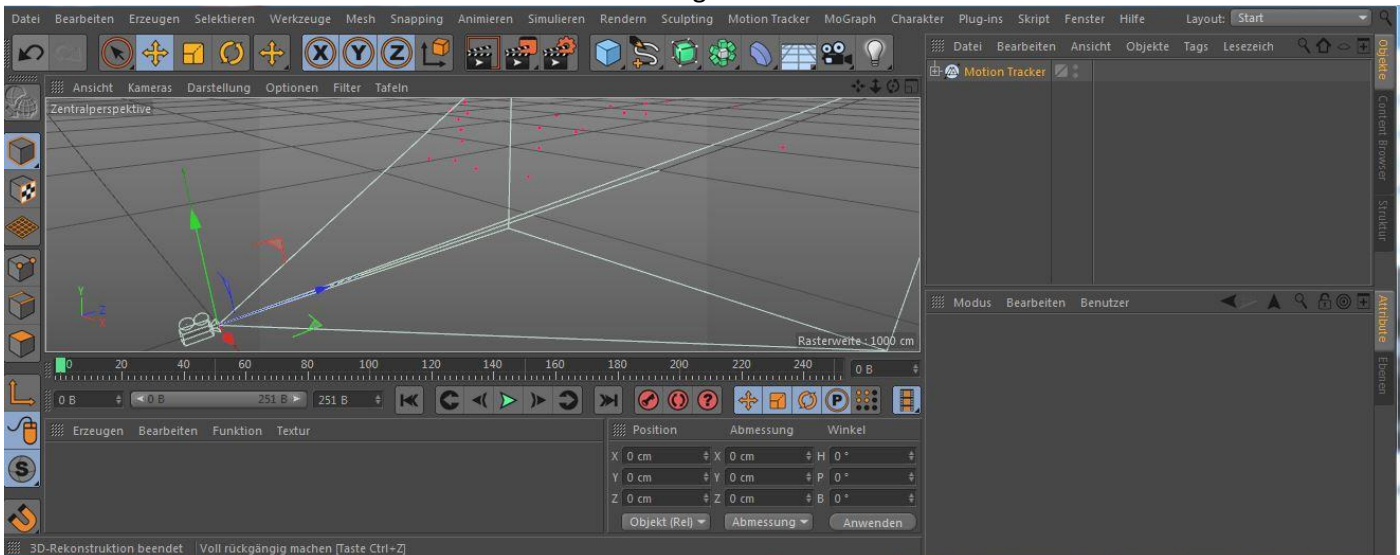 Datei Bearbeiten Erzeugen Selektieren Werkzeuge Mesh Snapping Animieren Simulieren Rendern Sculpting Motion Tracker MoGraph Charakter Plug-ins Skript Fenster Hilfe Layout: Start
Datei Bearbeiten Ansicht Objekte Tags Lesezeich
Motion Tracker
Objekte
Content Browser
Struktur
Ansicht Kameras Darstellung Optionen Filter Tafeln
Zentralperspektive
Y
Z
X
Rasterweite : 1000 cm
Modus Bearbeiten Benutzer
Attribute
Ebenen
0 20 40 60 80 100 120 140 160 180 200 220 240 0 B
0 B 0 B 251 B 251 B
Erzeugen Bearbeiten Funktion Textur
Position Abmessung Winkel
X 0 cm X 0 cm H 0 °
Y 0 cm Y 0 cm P 0 °
Z 0 cm Z 0 cm B 0 °
Objekt (Rel) Abmessung Anwenden
3D-Rekonstruktion beendet Voll rückgängig machen [Taste Ctrl+Z]